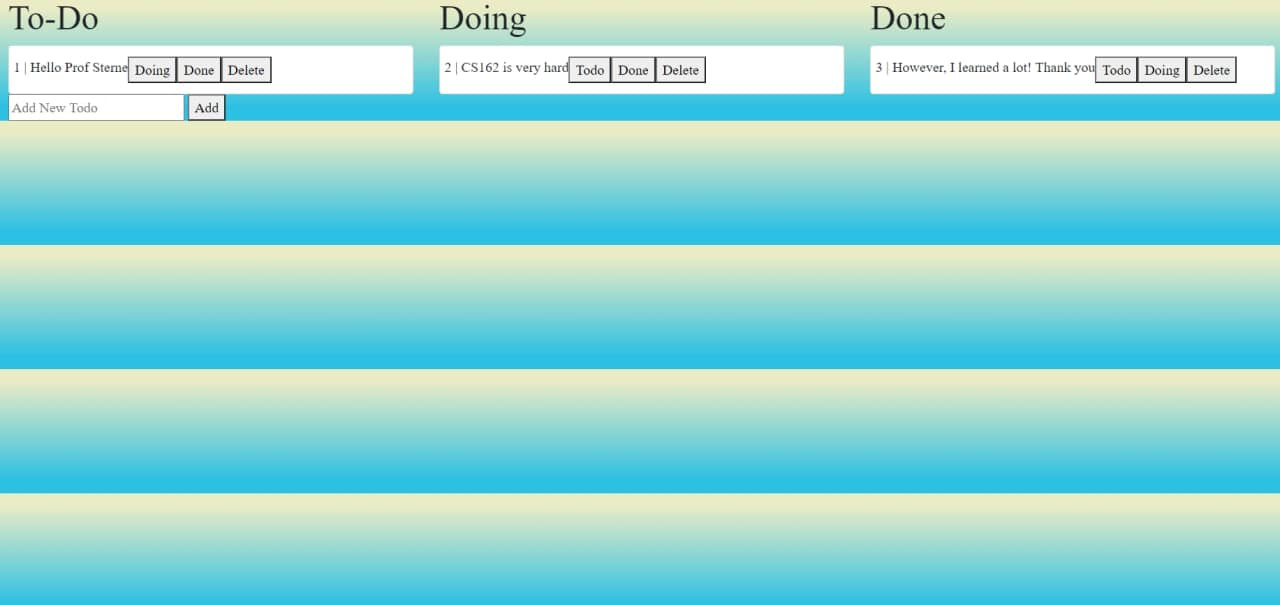 To-Do
1 | Hello Prof Sterne Doing Done Delete
Add New Todo Add
Doing
2 | CS162 is very hard Todo Done Delete
Done
3 | However, I learned a lot! Thank you Todo Doing Delete